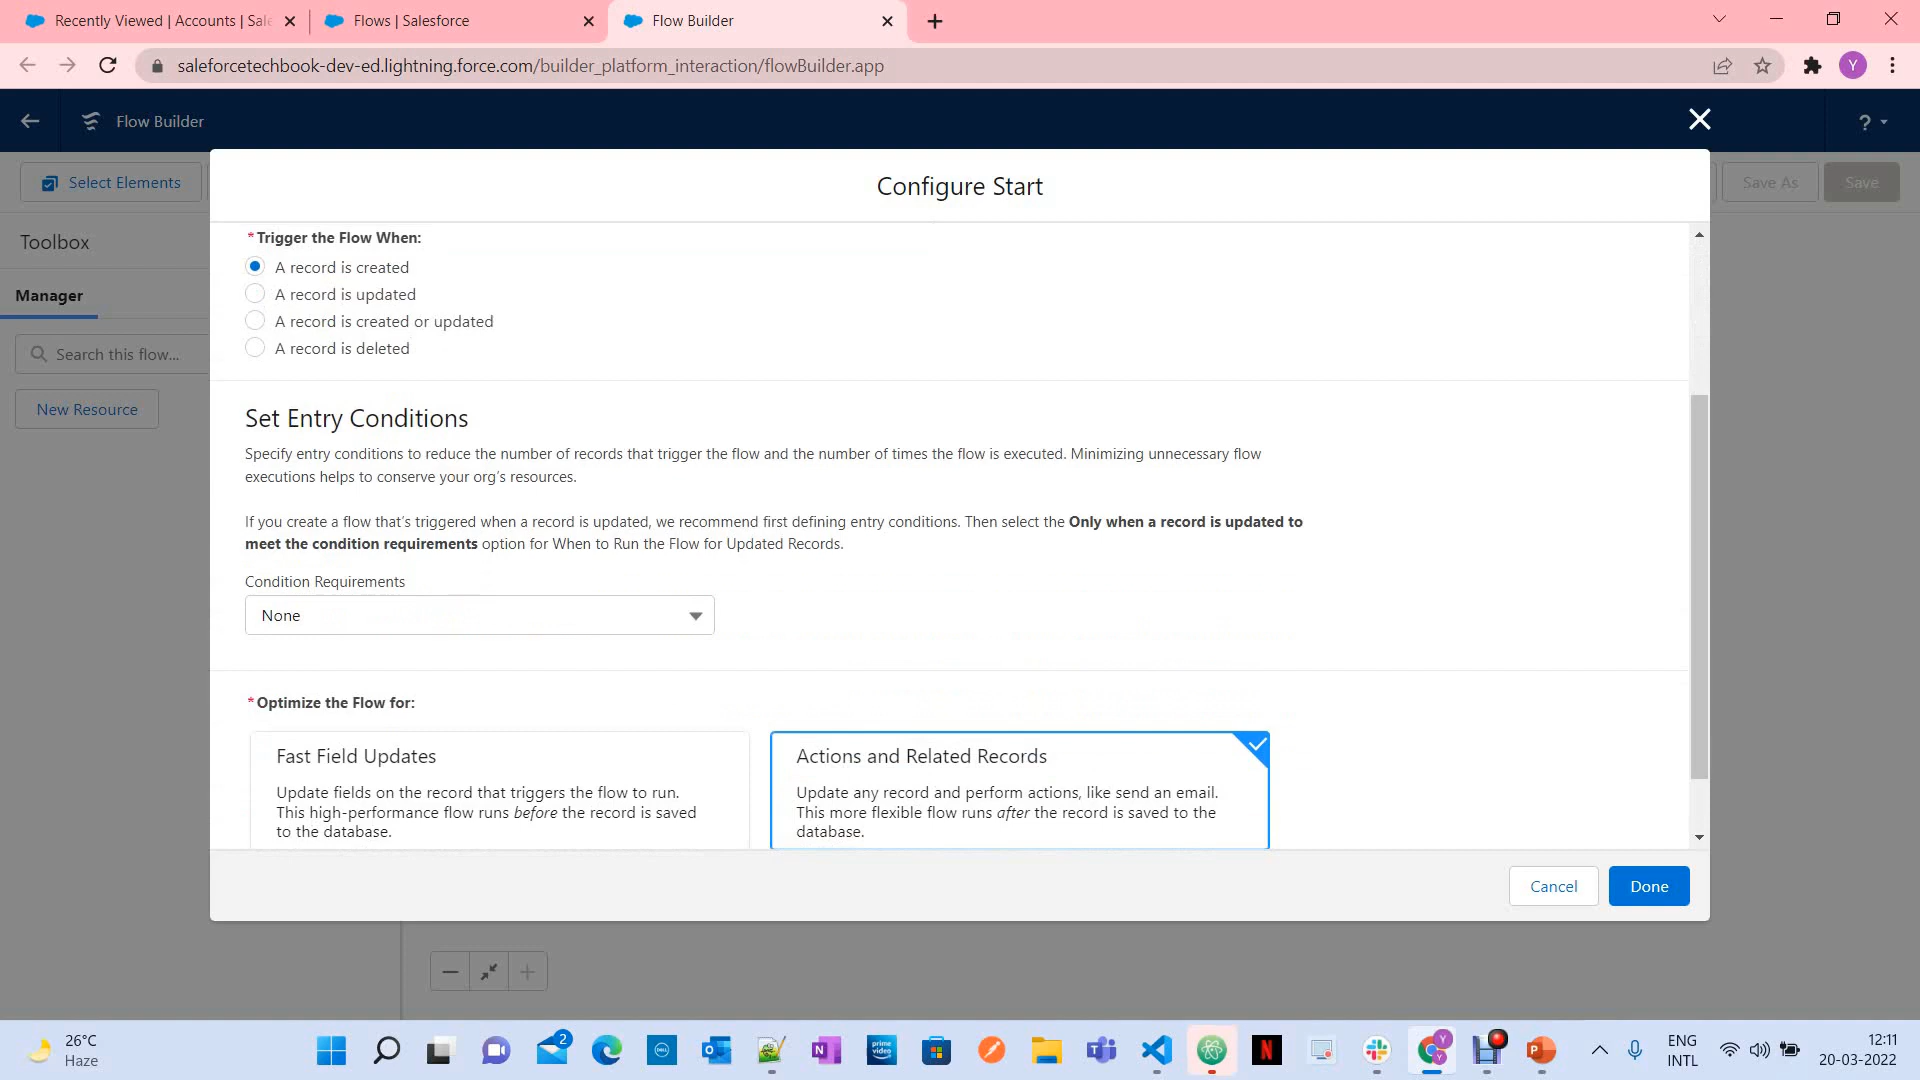 Recently Viewed | Accounts | Sale
Flows | Salesforce
Flow Builder
saleforcetechbook-dev-ed.lightning.force.com/builder_platform_interaction/flowBuilder.app
Y
Flow Builder
?
Select Elements
Configure Start
Save As
Save
Toolbox
Manager
Search this flow...
New Resource
*Trigger the Flow When:
A record is created
A record is updated
A record is created or updated
A record is deleted
Set Entry Conditions
Specify entry conditions to reduce the number of records that trigger the flow and the number of times the flow is executed. Minimizing unnecessary flow
executions helps to conserve your org's resources.
If you create a flow that's triggered when a record is updated, we recommend first defining entry conditions. Then select the Only when a record is updated to
meet the condition requirements option for When to Run the Flow for Updated Records.
Condition Requirements
None
*Optimize the Flow for:
Fast Field Updates
Update fields on the record that triggers the flow to run.
This high-performance flow runs before the record is saved
to the database.
Actions and Related Records
Update any record and perform actions, like send an email.
This more flexible flow runs after the record is saved to the
database.
Cancel
Done
26°C
Haze
2
DELL
prime
video
N
Y
Y
P
ENG
INTL
12:11
20-03-2022